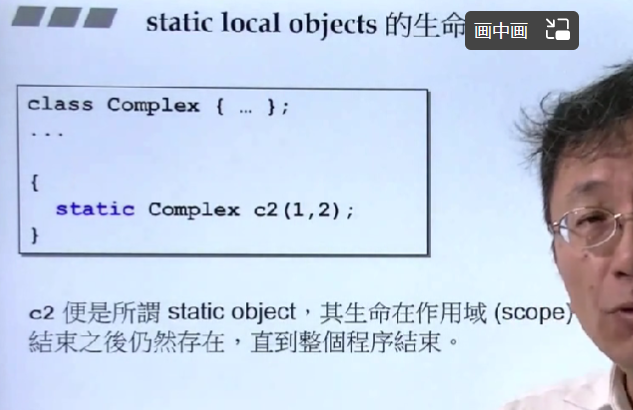 static local objects 的生命
画中画
class Complex { … };
...
{
static Complex c2(1,2);
}
c2 便是所謂 static object，其生命在作用域 (scope)
結束之後仍然存在，直到整個程序結束。